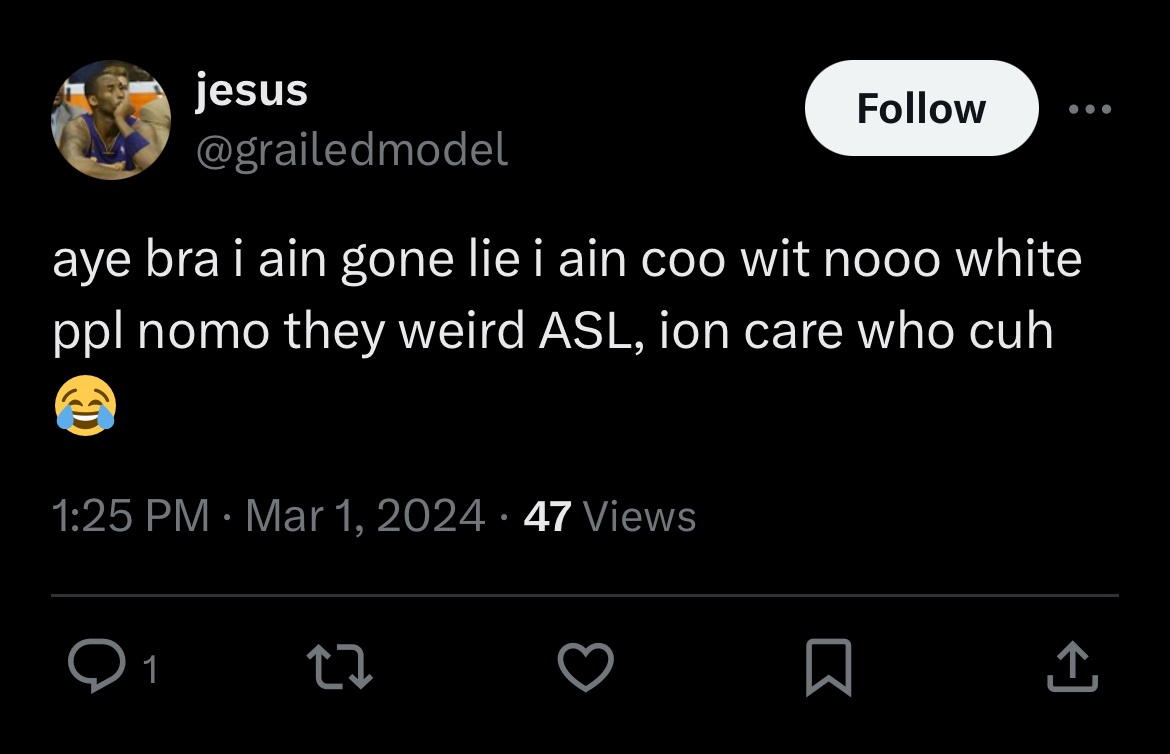 jesus
Follow
@grailedmodel
aye bra i ain gone lie i ain coo wit nooo white
ppl nomo they weird ASL, ion care who cuh
😂
1:25 PM · Mar 1, 2024 · 47 Views
1